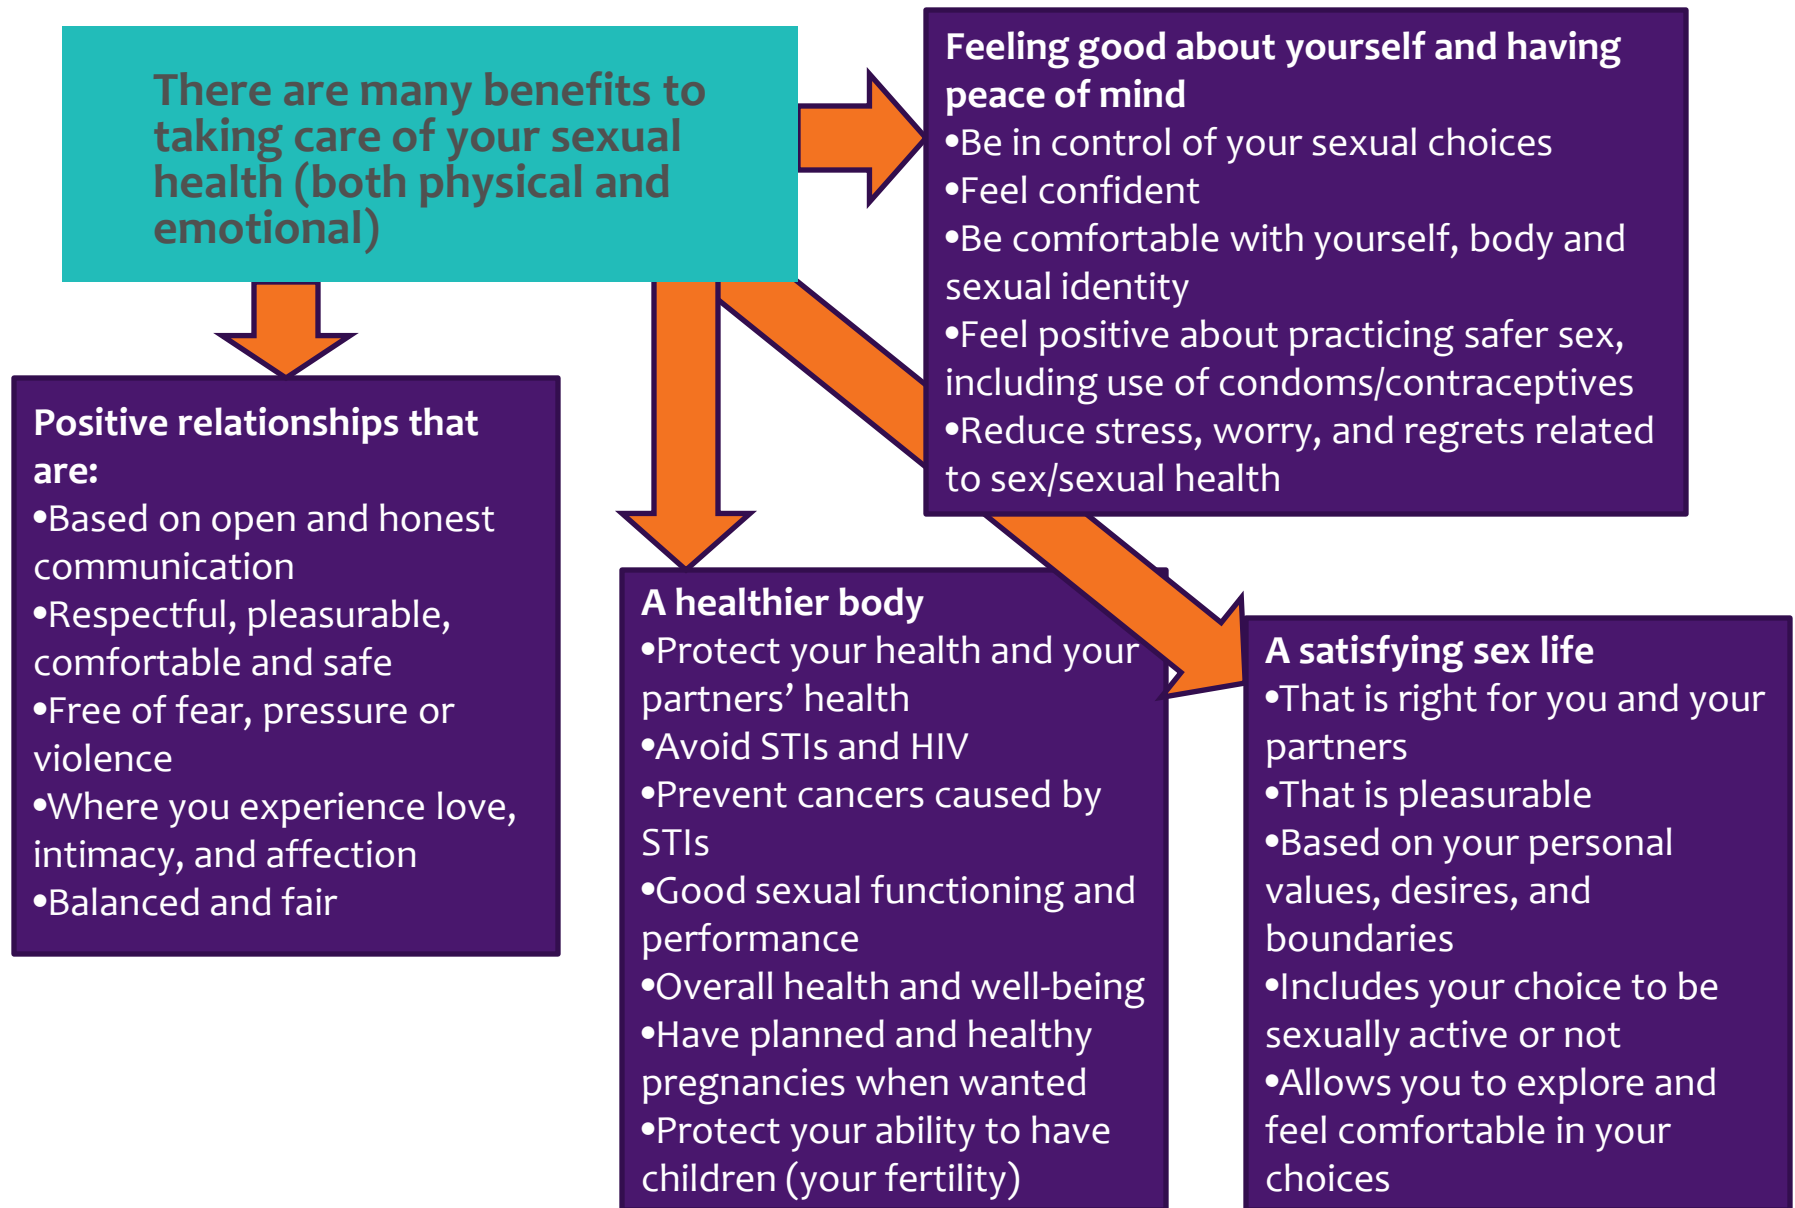 There are many benefits to
taking care of your sexual
health (both physical and
emotional)
Feeling good about yourself and having
peace of mind
•Be in control of your sexual choices
•Feel confident
•Be comfortable with yourself, body and
sexual identity
•Feel positive about practicing safer sex,
including use of condoms/contraceptives
•Reduce stress, worry, and regrets related
to sex/sexual health
Positive relationships that
are:
•Based on open and honest
communication
•Respectful, pleasurable,
comfortable and safe
•Free of fear, pressure or
violence
•Where you experience love,
intimacy, and affection
•Balanced and fair
A healthier body
•Protect your health and your
partners’ health
•Avoid STIs and HIV
•Prevent cancers caused by
STIs
•Good sexual functioning and
performance
•Overall health and well-being
•Have planned and healthy
pregnancies when wanted
•Protect your ability to have
children (your fertility)
A satisfying sex life
•That is right for you and your
partners
•That is pleasurable
•Based on your personal
values, desires, and
boundaries
•Includes your choice to be
sexually active or not
•Allows you to explore and
feel comfortable in your
choices